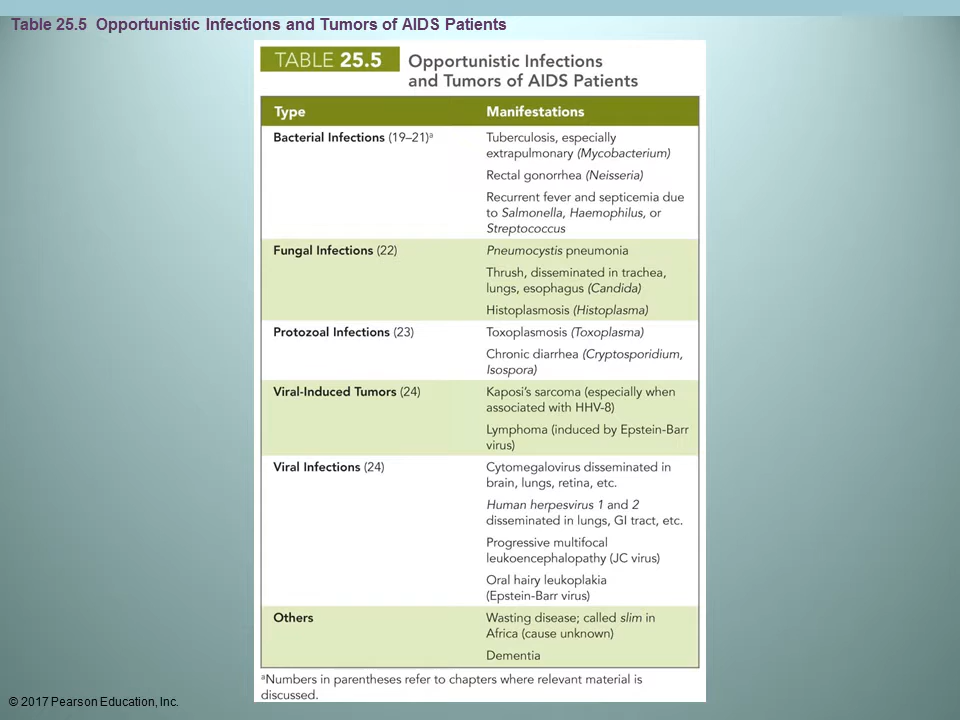 Table 25.5 Opportunistic Infections and Tumors of AIDS Patients
TABLE 25.5
Opportunistic Infections
and Tumors of AIDS Patients
Type Manifestations
Bacterial Infections (19–21)ᵃ Tuberculosis, especially
extrapulmonary (Mycobacterium)
Rectal gonorrhea (Neisseria)
Recurrent fever and septicemia due
to Salmonella, Haemophilus, or
Streptococcus
Fungal Infections (22) Pneumocystis pneumonia
Thrush, disseminated in trachea,
lungs, esophagus (Candida)
Histoplasmosis (Histoplasma)
Protozoal Infections (23) Toxoplasmosis (Toxoplasma)
Chronic diarrhea (Cryptosporidium,
Isospora)
Viral-Induced Tumors (24) Kaposi's sarcoma (especially when
associated with HHV-8)
Lymphoma (induced by Epstein-Barr
virus)
Viral Infections (24) Cytomegalovirus disseminated in
brain, lungs, retina, etc.
Human herpesvirus 1 and 2
disseminated in lungs, GI tract, etc.
Progressive multifocal
leukoencephalopathy (JC virus)
Oral hairy leukoplakia
(Epstein-Barr virus)
Others Wasting disease; called slim in
Africa (cause unknown)
Dementia
ᵃNumbers in parentheses refer to chapters where relevant material is
discussed.
© 2017 Pearson Education, Inc.